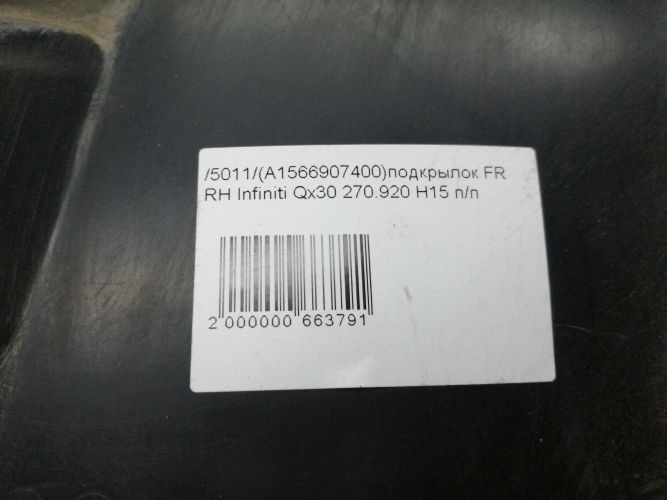 /5011/(A1566907400)подкрылок FR
RH Infiniti Qx30 270.920 H15 п/п
2 000000 663791